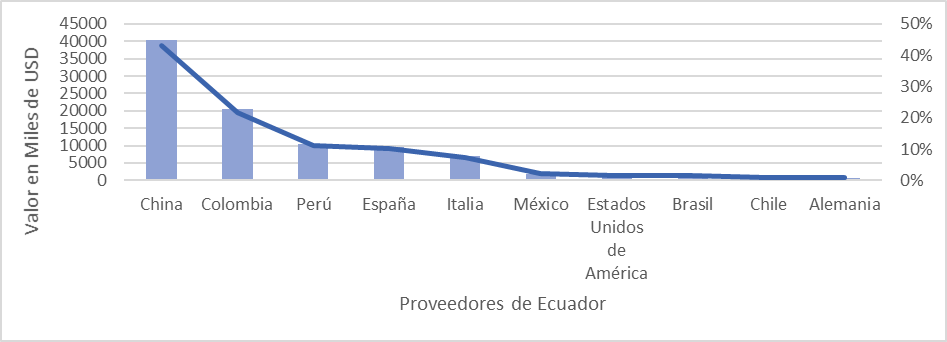 Valor en Miles de USD
45000
40000
35000
30000
25000
20000
15000
10000
5000
0
50%
40%
30%
20%
10%
0%
China
Colombia
Perú
España
Italia
México
Estados
Unidos
de
América
Brasil
Chile
Alemania
Proveedores de Ecuador